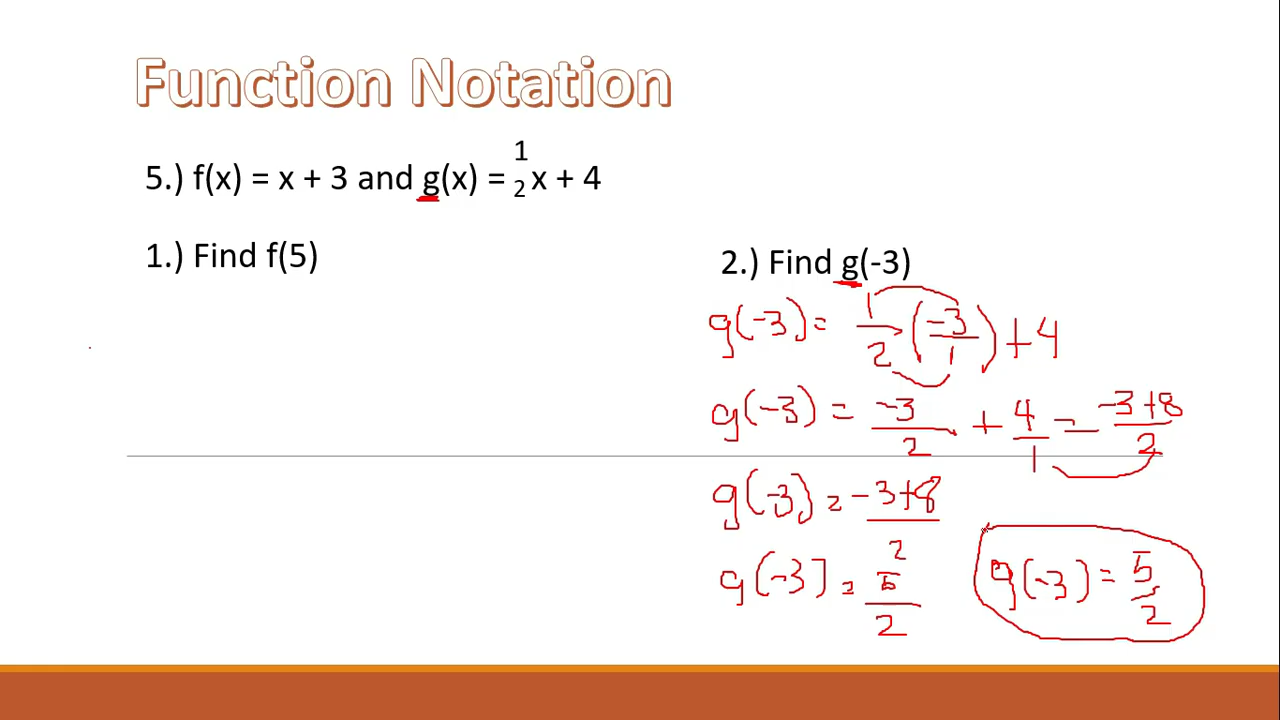 Function Notation
5.) f(x) = x + 3 and g(x) = 1/2 x + 4
1.) Find f(5)
2.) Find g(-3)
g(-3) = 1/2 (-3/1) + 4
g(-3) = -3/2 + 4/1 = -3+8/2
g(-3) = -3+8/2
g(-3) = 5/2
g(-3) = 5/2